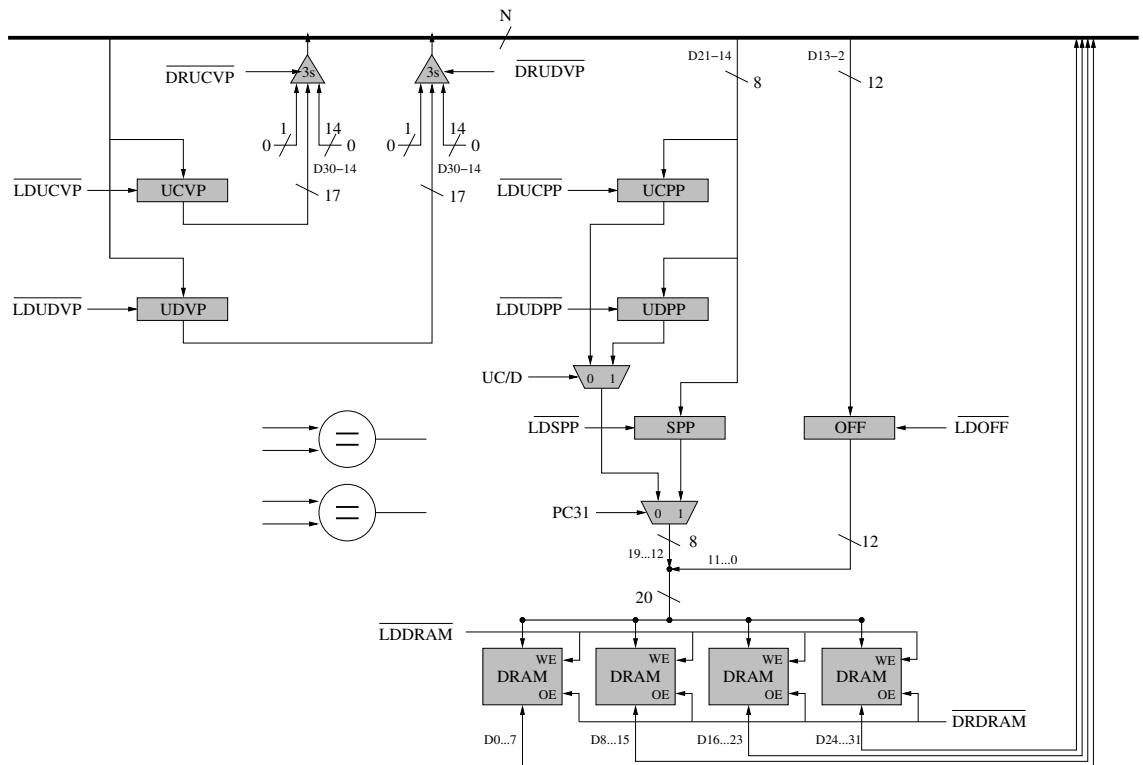 N
DRUCVP
3s
3s
DRUDVP
D21−14
8
D13−2
12
1
14
0
0
1
14
0
0
D30−14
D30−14
17
17
LDUCVP
UCVP
LDUCPP
UCPP
LDUDVP
UDVP
LDUDPP
UDPP
UC/D
0 1
=
LDSPP
SPP
OFF
LDOFF
=
PC31
0 1
8
12
19...12
11...0
20
LDDRAM
WE
DRAM
OE
WE
DRAM
OE
WE
DRAM
OE
WE
DRAM
OE
DRDRAM
D0...7
D8...15
D16...23
D24...31